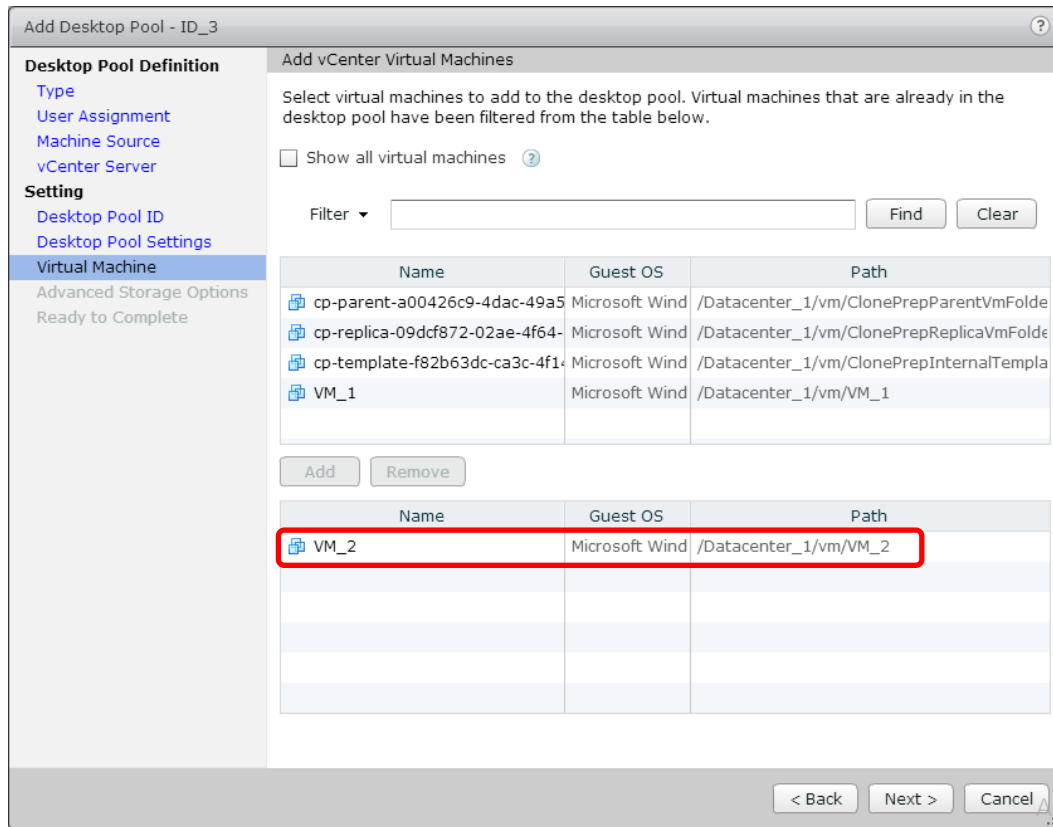 Add Desktop Pool - ID_3
?
Desktop Pool Definition
Type
User Assignment
Machine Source
vCenter Server
Setting
Desktop Pool ID
Desktop Pool Settings
Virtual Machine
Advanced Storage Options
Ready to Complete
Add vCenter Virtual Machines
Select virtual machines to add to the desktop pool. Virtual machines that are already in the
desktop pool have been filtered from the table below.
Show all virtual machines ?
Filter Find Clear
Name Guest OS Path
cp-parent-a00426c9-4dac-49a5 Microsoft Wind /Datacenter_1/vm/ClonePrepParentVmFolde
cp-replica-09dcf872-02ae-4f64- Microsoft Wind /Datacenter_1/vm/ClonePrepReplicaVmFolde
cp-template-f82b63dc-ca3c-4f14 Microsoft Wind /Datacenter_1/vm/ClonePrepInternalTempla
VM_1 Microsoft Wind /Datacenter_1/vm/VM_1
Add Remove
Name Guest OS Path
VM_2 Microsoft Wind /Datacenter_1/vm/VM_2
< Back Next > Cancel